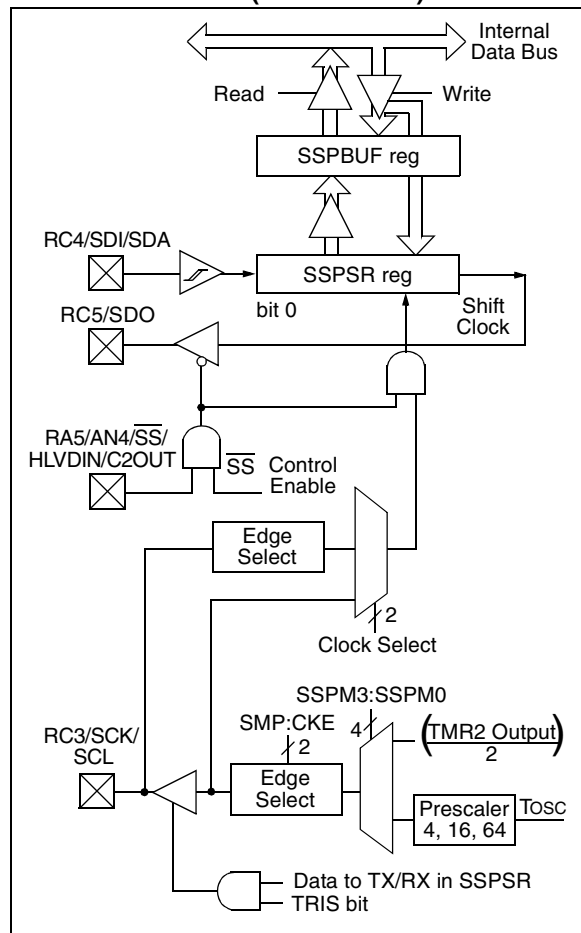 Internal
Data Bus
Read
Write
SSPBUF reg
RC4/SDI/SDA
SSPSR reg
bit 0
Shift
Clock
RC5/SDO
RA5/AN4/S̅S̅/
HLVDIN/C2OUT
S̅S̅ Control
Enable
Edge
Select
2
Clock Select
SSPM3:SSPM0
SMP:CKE
4
(TMR2 Output)
2
2
RC3/SCK/
SCL
Edge
Select
Prescaler
4, 16, 64
TOSC
Data to TX/RX in SSPSR
TRIS bit